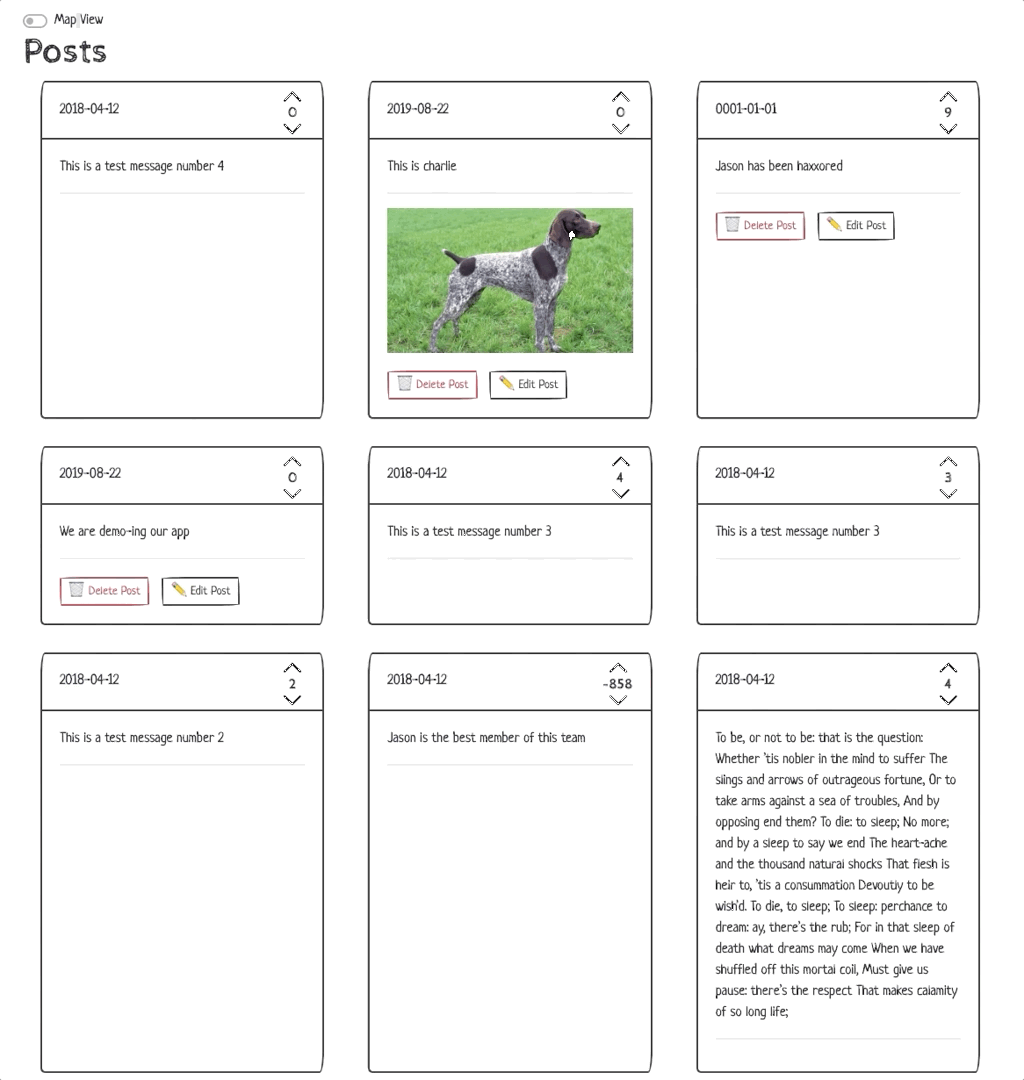 Map View
Posts
2018-04-12
0
This is a test message number 4
2019-08-22
0
This is charlie
Delete Post
Edit Post
0001-01-01
9
Jason has been haxxored
Delete Post
Edit Post
2019-08-22
0
We are demo-ing our app
Delete Post
Edit Post
2018-04-12
4
This is a test message number 3
2018-04-12
3
This is a test message number 3
2018-04-12
2
This is a test message number 2
2018-04-12
-858
Jason is the best member of this team
2018-04-12
4
To be, or not to be: that is the question:
Whether 'tis nobler in the mind to suffer The
slings and arrows of outrageous fortune, Or to
take arms against a sea of troubles, And by
opposing end them? To die: to sleep; No more;
and by a sleep to say we end The heart-ache
and the thousand natural shocks That flesh is
heir to, 'tis a consummation Devoutly to be
wish'd. To die, to sleep; To sleep: perchance to
dream: ay, there's the rub; For in that sleep of
death what dreams may come When we have
shuffled off this mortal coil, Must give us
pause: there's the respect That makes calamity
of so long life;